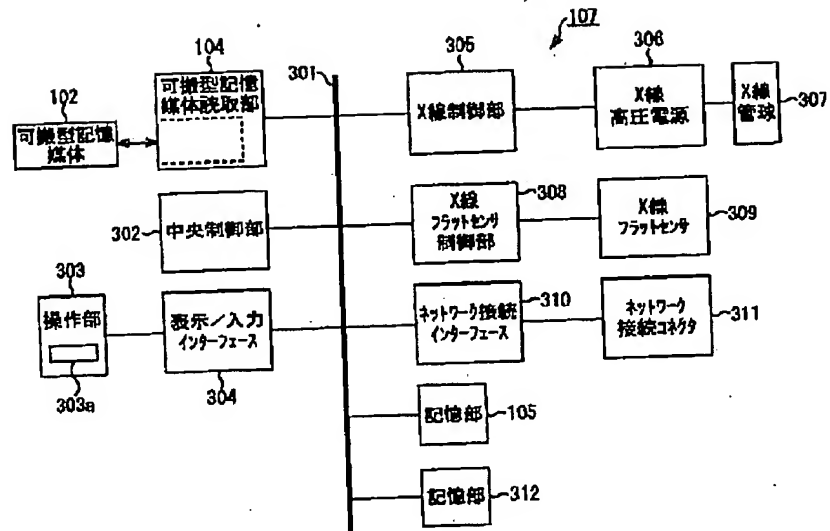 107
104
301
305
306
102
可搬型記憶
媒体読取部
X線制御部
X線
高圧電源
X線
管球
307
可搬型記憶
媒体
308
302
中央制御部
X線
フラットセンサ
制御部
X線
フラットセンサ
309
303
操作部
303a
表示/入力
インターフェース
304
310
ネットワーク接続
インターフェース
ネットワーク
接続コネクタ
311
記憶部
105
記憶部
312